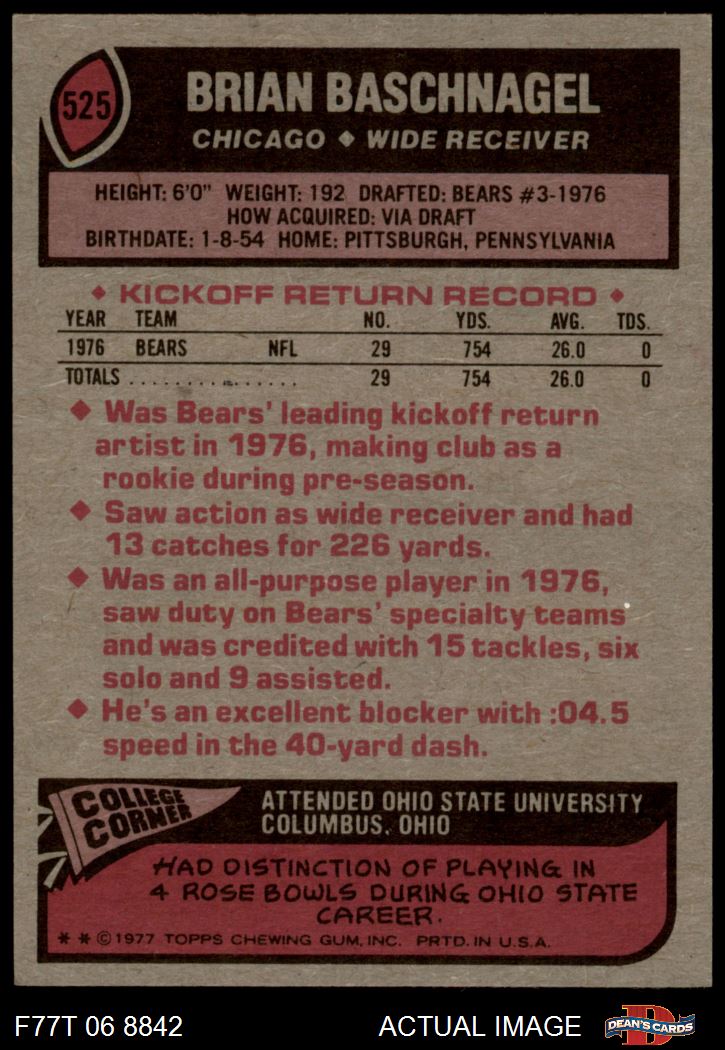 525
BRIAN BASCHNAGEL
CHICAGO ◆ WIDE RECEIVER
HEIGHT: 6'0" WEIGHT: 192 DRAFTED: BEARS #3-1976
HOW ACQUIRED: VIA DRAFT
BIRTHDATE: 1-8-54 HOME: PITTSBURGH, PENNSYLVANIA
◆ KICKOFF RETURN RECORD ◆
YEAR TEAM NO. YDS. AVG. TDS.
1976 BEARS NFL 29 754 26.0 0
TOTALS . . . . . . . . . . . . . . . . 29 754 26.0 0
◆ Was Bears' leading kickoff return
artist in 1976, making club as a
rookie during pre-season.
◆ Saw action as wide receiver and had
13 catches for 226 yards.
◆ Was an all-purpose player in 1976,
saw duty on Bears' specialty teams
and was credited with 15 tackles, six
solo and 9 assisted.
◆ He's an excellent blocker with :04.5
speed in the 40-yard dash.
COLLEGE
CORNER
ATTENDED OHIO STATE UNIVERSITY
COLUMBUS, OHIO
HAD DISTINCTION OF PLAYING IN
4 ROSE BOWLS DURING OHIO STATE
CAREER.
* * © 1977 TOPPS CHEWING GUM, INC. PRTD. IN U.S.A.
F77T 06 8842 ACTUAL IMAGE
D
DEAN'S CARDS